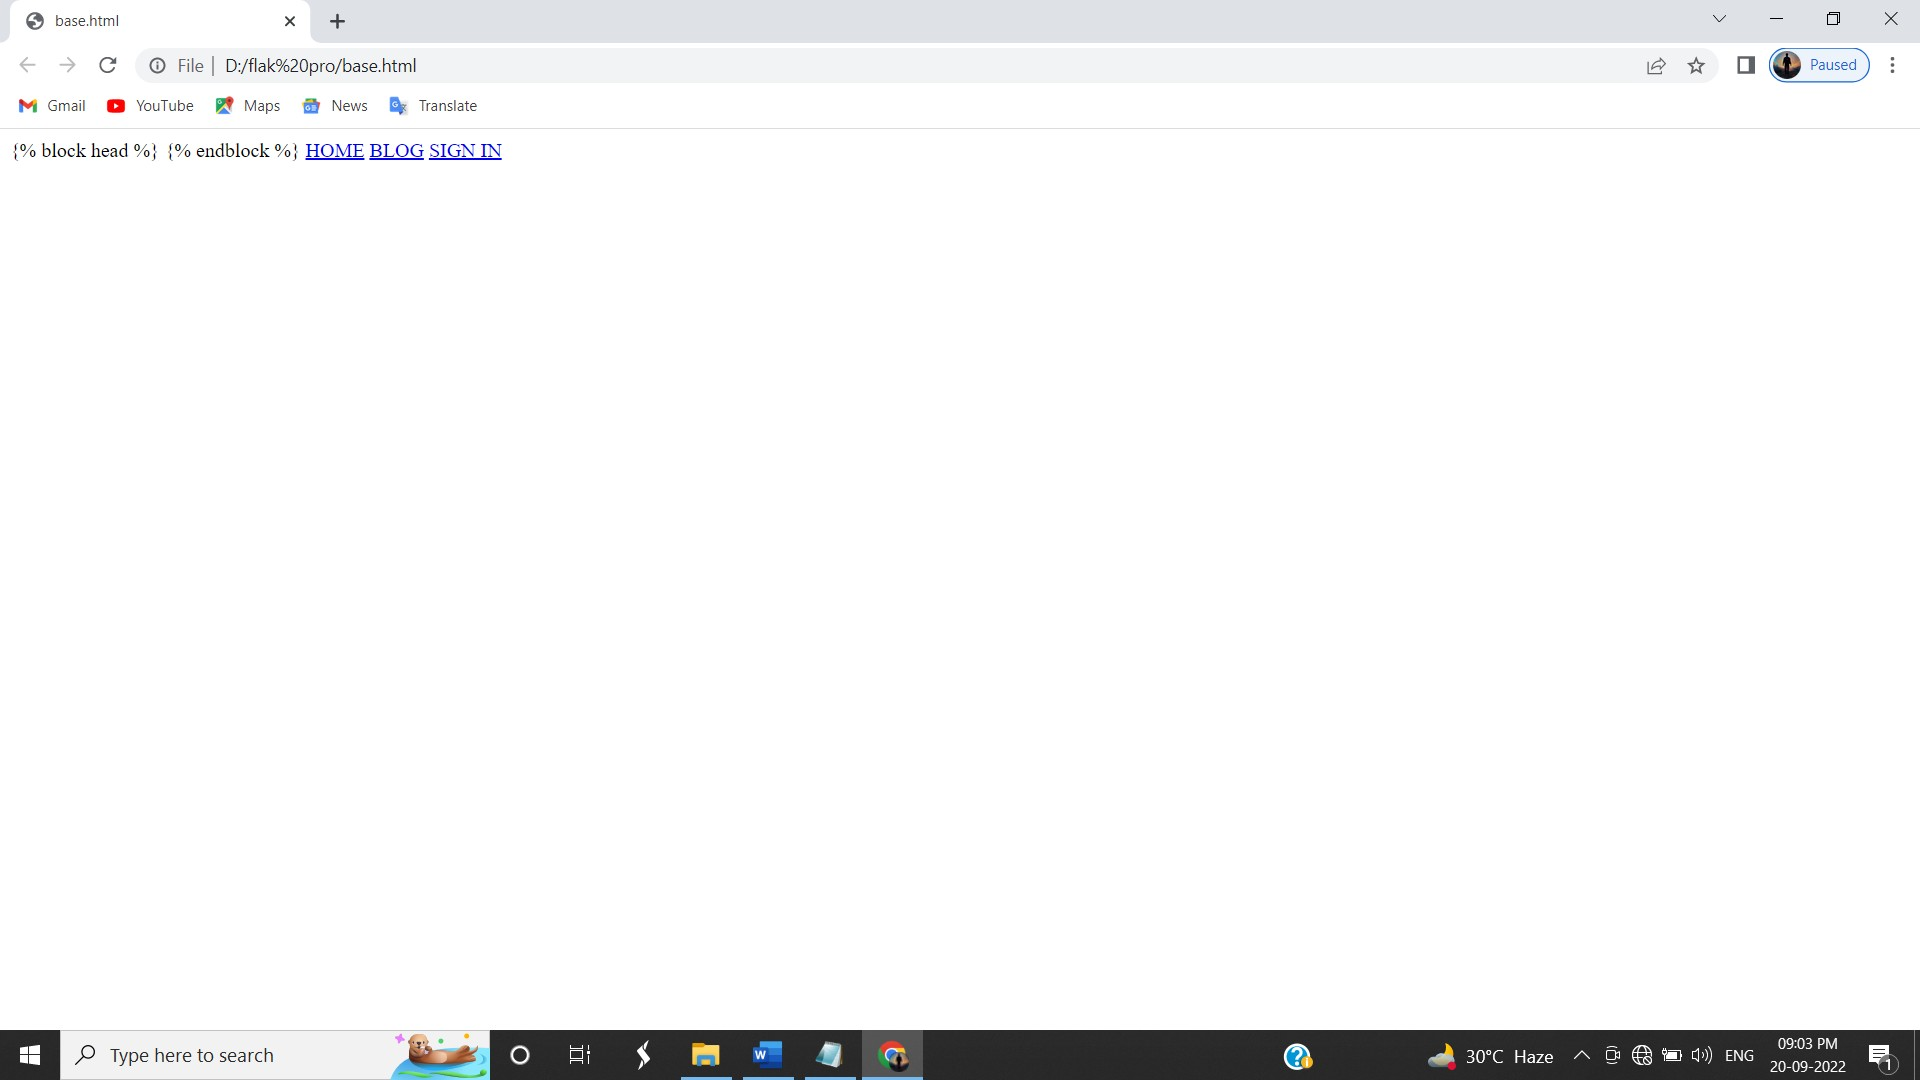 base.html
File | D:/flak%20pro/base.html
Paused
Gmail YouTube Maps News Translate
{% block head %} {% endblock %} HOME BLOG SIGN IN
Type here to search
30°C Haze
ENG
09:03 PM
20-09-2022
1